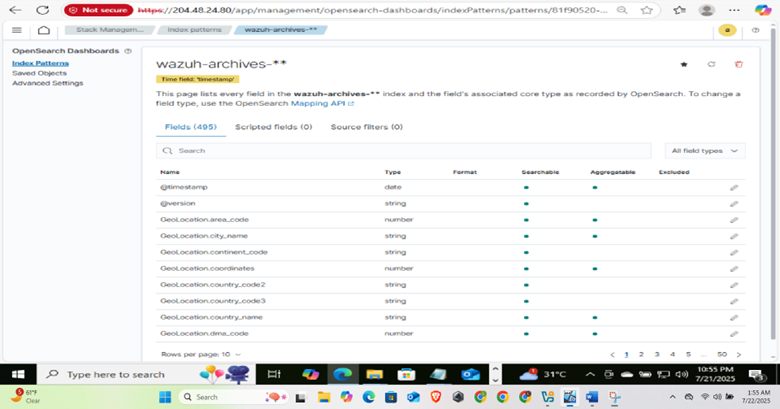 Not secure https://204.48.24.80/app/management/opensearch-dashboards/indexPatterns/patterns/81f90520-...
Stack Managem... Index patterns wazuh-archives-** a
OpenSearch Dashboards
Index Patterns
Saved Objects
Advanced Settings
wazuh-archives-**
Time field: 'timestamp'
This page lists every field in the wazuh-archives-** index and the field's associated core type as recorded by OpenSearch. To change a
field type, use the OpenSearch Mapping API
Fields (495) Scripted fields (0) Source filters (0)
Search All field types
Name Type Format Searchable Aggregatable Excluded
@timestamp date
@version string
GeoLocation.area_code number
GeoLocation.city_name string
GeoLocation.continent_code string
GeoLocation.coordinates number
GeoLocation.country_code2 string
GeoLocation.country_code3 string
GeoLocation.country_name string
GeoLocation.dma_code number
Rows per page: 10 < 1 2 3 4 5 ... 50 >
Type here to search 31°C 10:55 PM
7/21/2025
61°F
Clear
Search 1:55 AM
7/22/2025